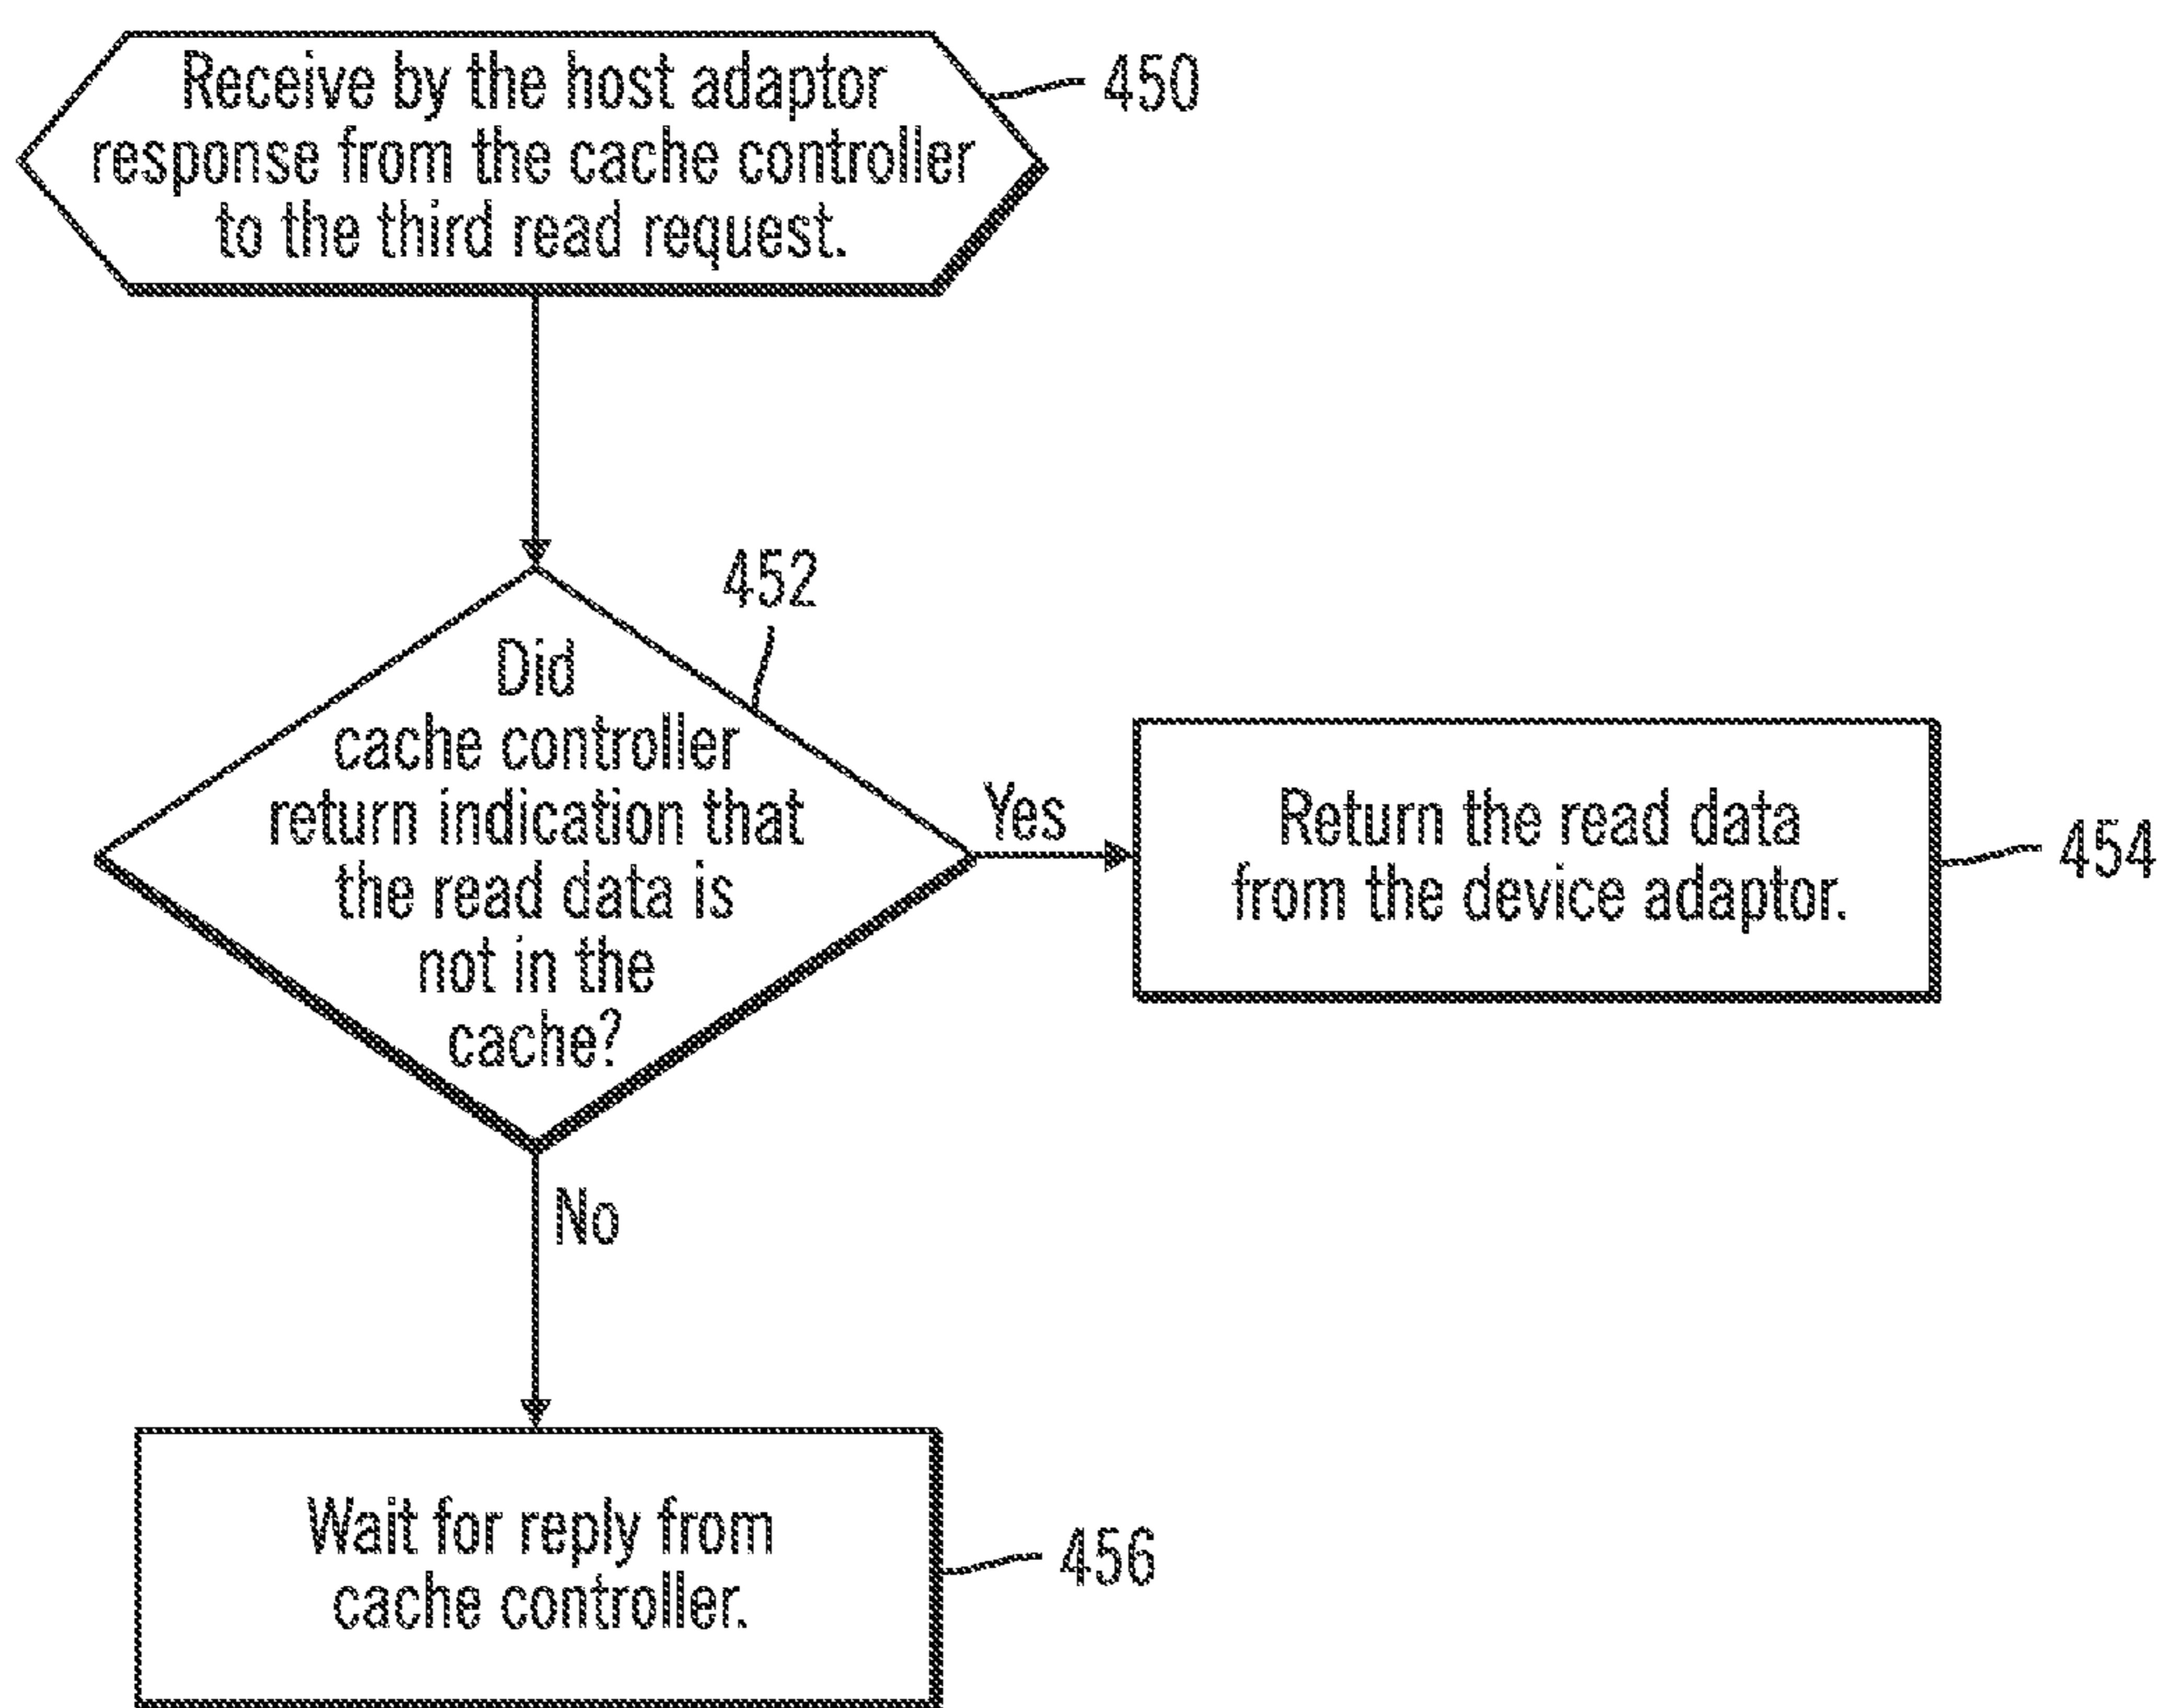 Receive by the host adaptor
response from the cache controller
to the third read request.
450
452
Did
cache controller
return indication that
the read data is
not in the
cache?
Yes
Return the read data
from the device adaptor.
454
No
Wait for reply from
cache controller.
456